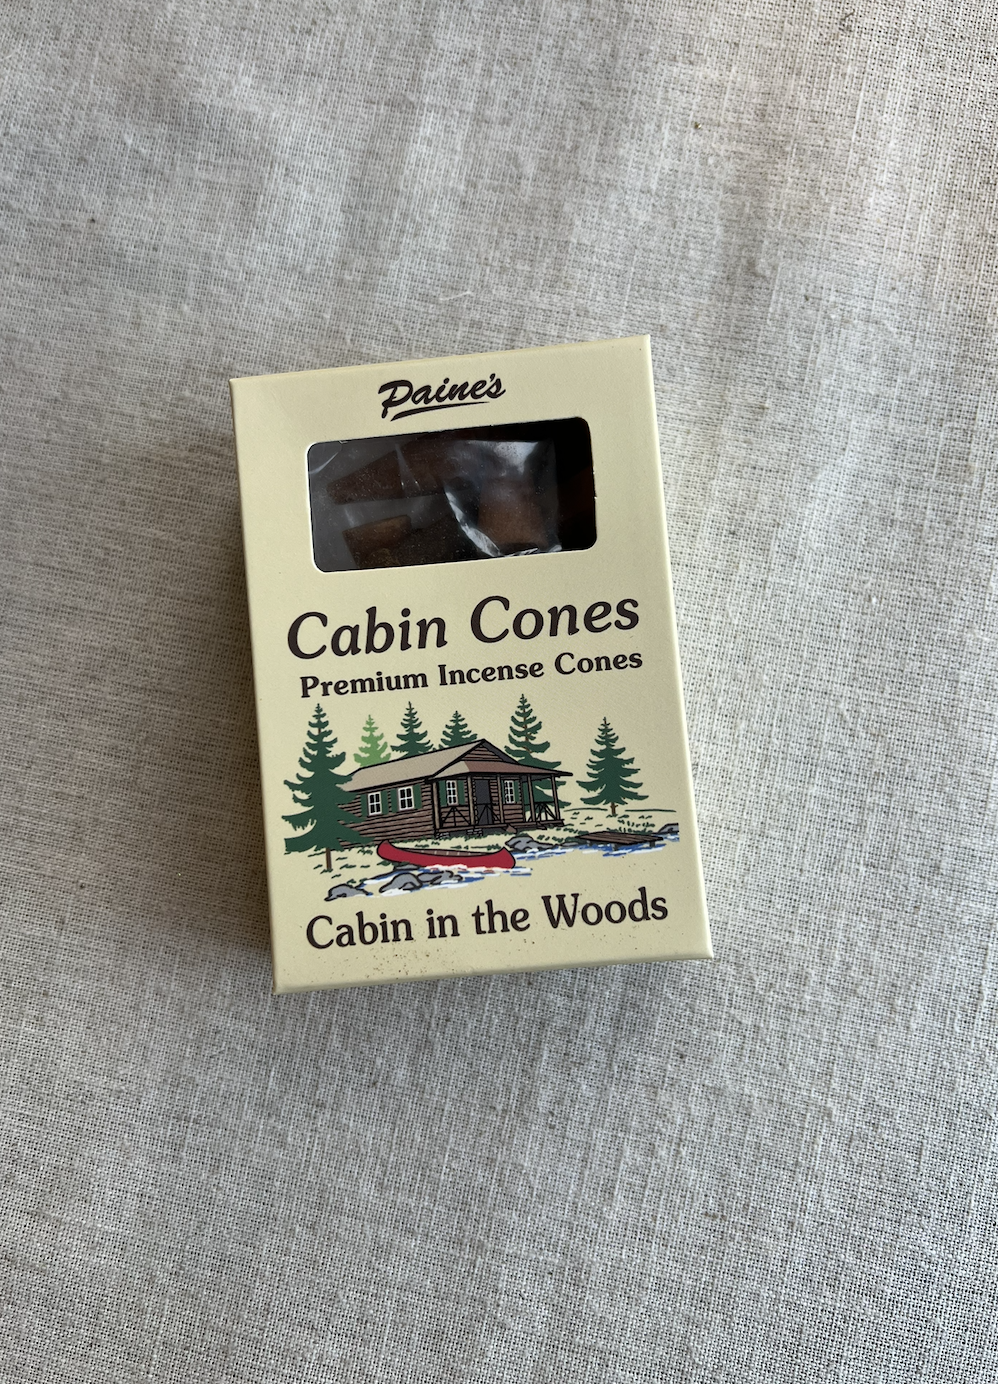 Paine's
Cabin Cones
Premium Incense Cones
Cabin in the Woods